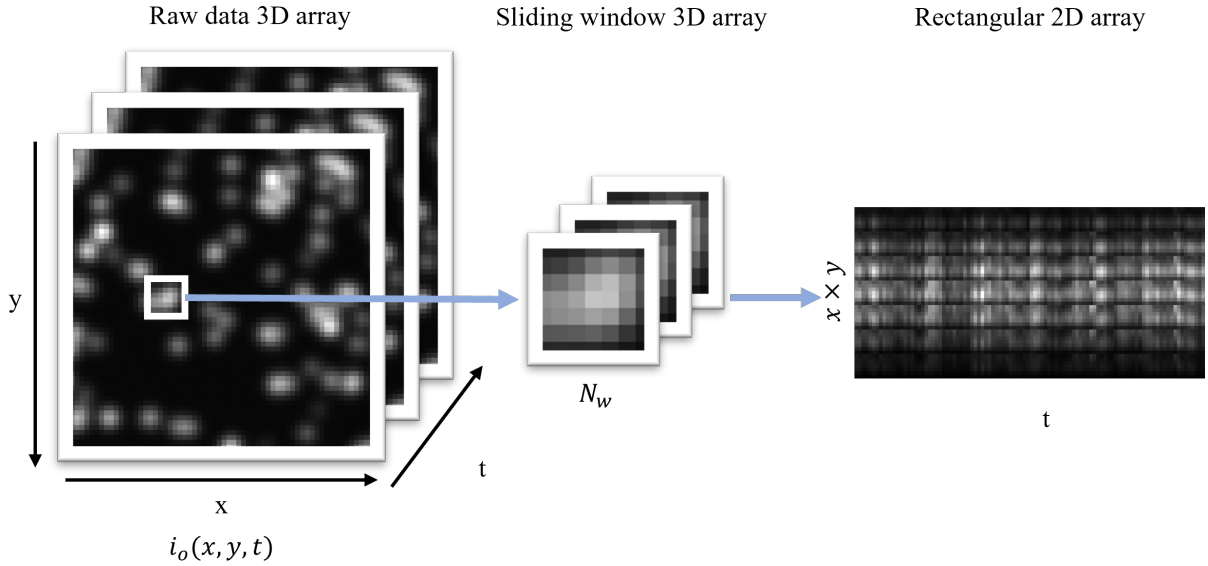 Raw data 3D array
Sliding window 3D array
Rectangular 2D array
y
x
t
i_o(x, y, t)
N_w
x × y
t